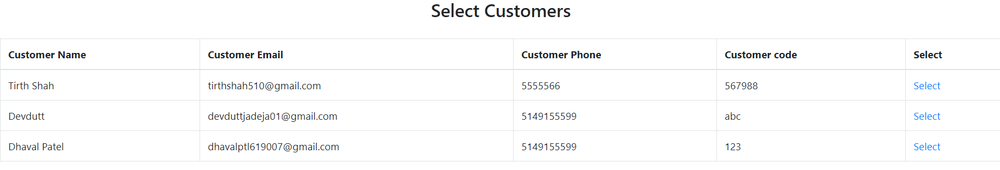 Select Customers
Customer Name Customer Email Customer Phone Customer code Select
Tirth Shah tirthshah510@gmail.com 5555566 567988 Select
Devdutt devduttjadeja01@gmail.com 5149155599 abc Select
Dhaval Patel dhavalptl619007@gmail.com 5149155599 123 Select